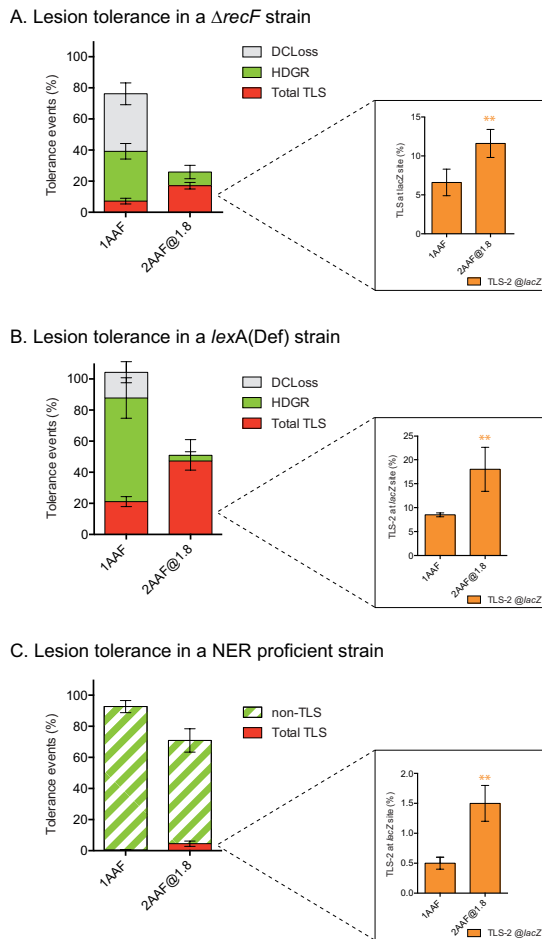 A. Lesion tolerance in a ΔrecF strain
Tolerance events (%)
100
80
60
40
20
0
1AAF
2AAF@1.8
DCLoss
HDGR
Total TLS
TLS at lacZ site (%)
15
10
5
0
**
1AAF
2AAF@1.8
TLS-2 @lacZ
B. Lesion tolerance in a lexA(Def) strain
Tolerance events (%)
100
80
60
40
20
0
1AAF
2AAF@1.8
DCLoss
HDGR
Total TLS
TLS-2 at lacZ site (%)
25
20
15
10
5
0
**
1AAF
2AAF@1.8
TLS-2 @lacZ
C. Lesion tolerance in a NER proficient strain
Tolerance events (%)
100
80
60
40
20
0
1AAF
2AAF@1.8
non-TLS
Total TLS
TLS-2 at lacZ site (%)
2.0
1.5
1.0
0.5
0.0
**
1AAF
2AAF@1.8
TLS-2 @lacZ